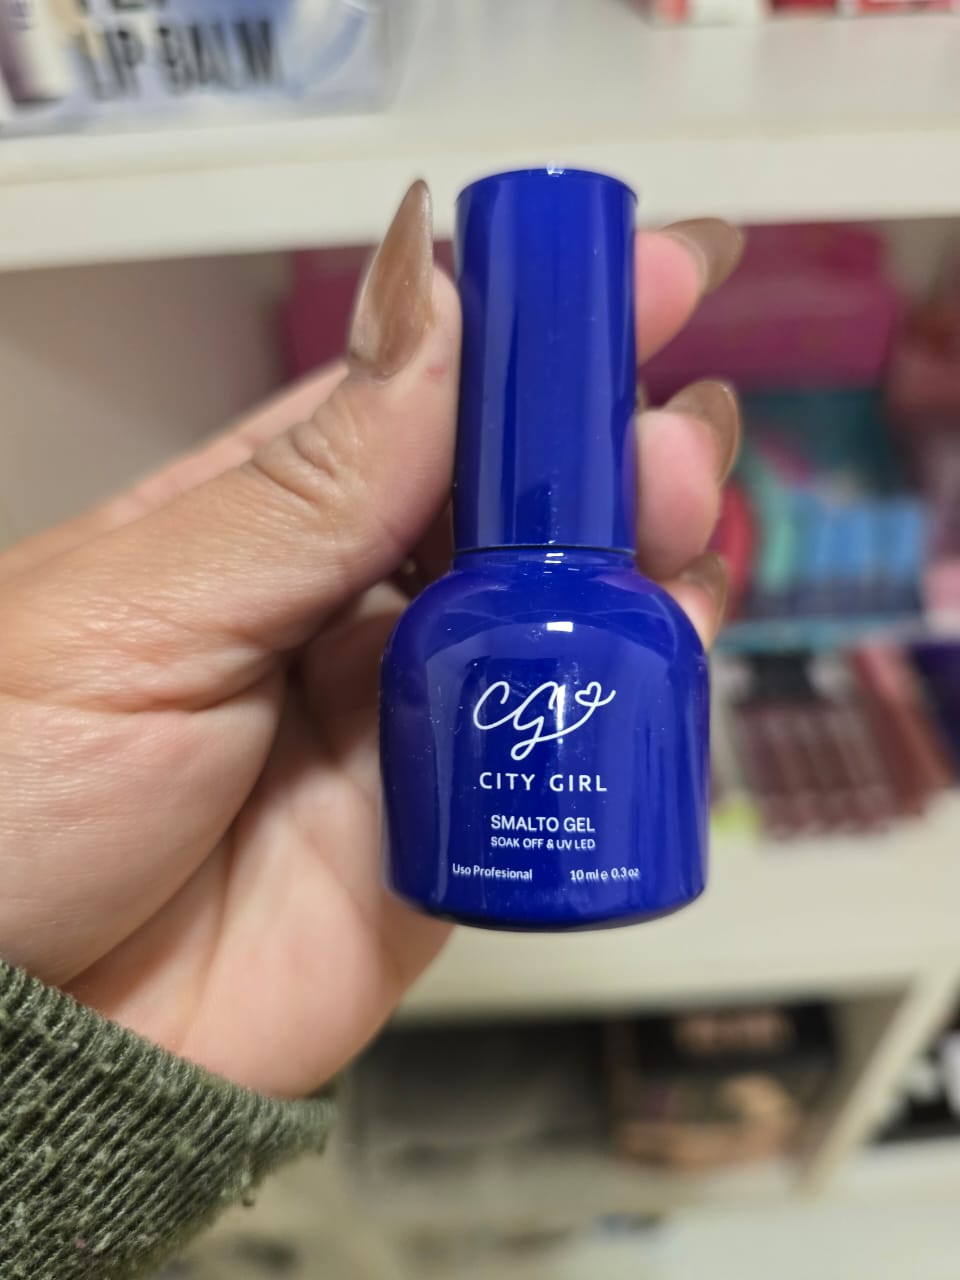 LIP BALM
CG
CITY GIRL
SMALTO GEL
SOAK OFF & UV LED
Uso Profesional 10 ml e 0.3 oz